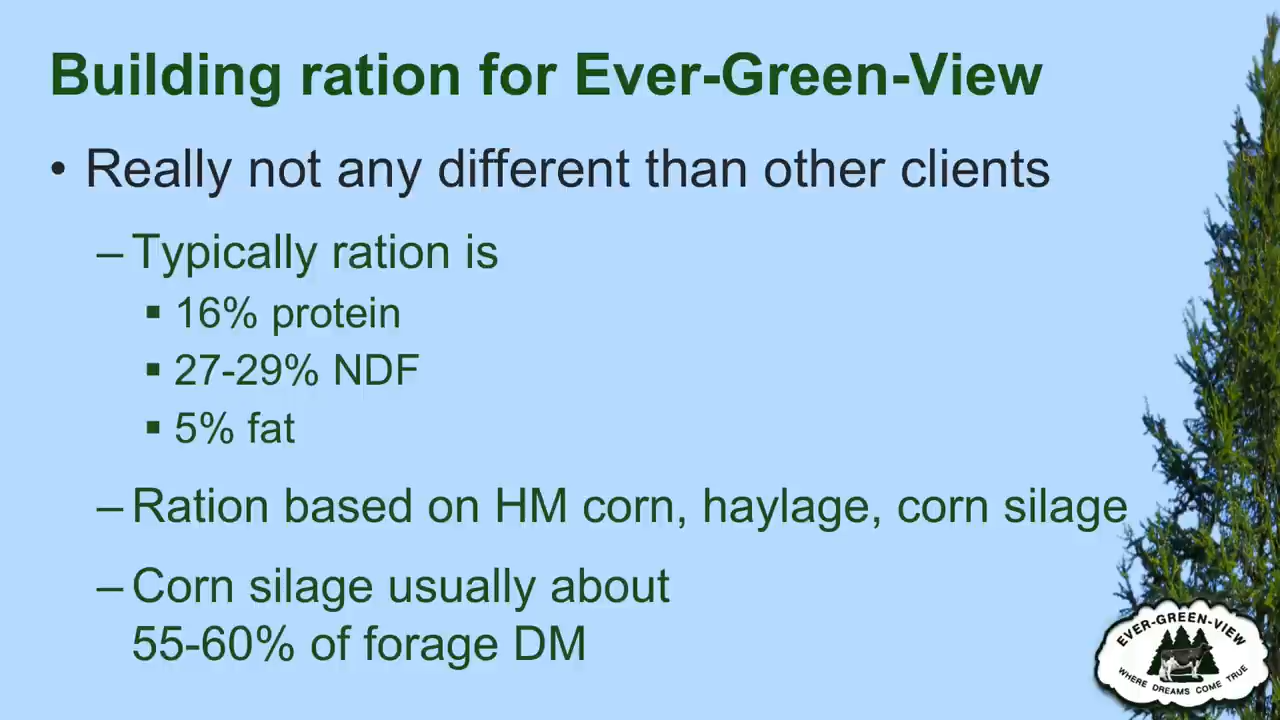 Building ration for Ever-Green-View
• Really not any different than other clients
– Typically ration is
▪ 16% protein
▪ 27-29% NDF
▪ 5% fat
– Ration based on HM corn, haylage, corn silage
– Corn silage usually about
55-60% of forage DM
EVER-GREEN-VIEW
WHERE DREAMS COME TRUE